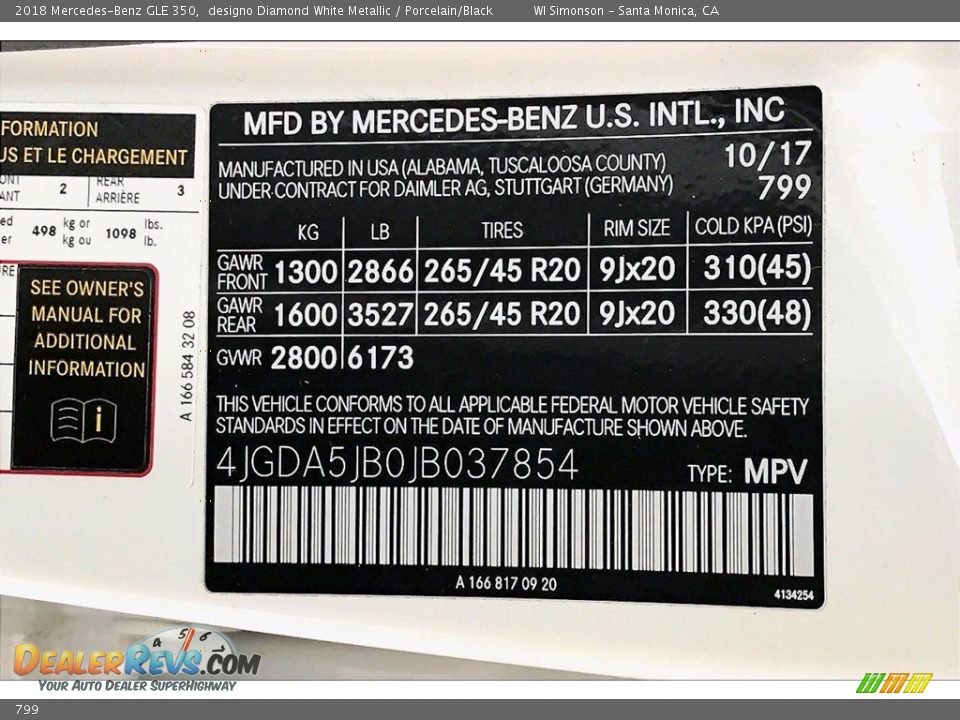 2018 Mercedes-Benz GLE 350, designo Diamond White Metallic / Porcelain/Black WI Simonson - Santa Monica, CA
FORMATION
US ET LE CHARGEMENT
2 REAR 3
ANT ARRIÈRE
498 kg or 1098 lbs.
er kg ou lb.
SEE OWNER'S
MANUAL FOR
ADDITIONAL
INFORMATION
i
A 166 584 32 08
MFD BY MERCEDES-BENZ U.S. INTL., INC
MANUFACTURED IN USA (ALABAMA, TUSCALOOSA COUNTY) 10/17
UNDER CONTRACT FOR DAIMLER AG, STUTTGART (GERMANY) 799
KG LB TIRES RIM SIZE COLD KPA (PSI)
GAWR FRONT 1300 2866 265/45 R20 9Jx20 310(45)
GAWR REAR 1600 3527 265/45 R20 9Jx20 330(48)
GVWR 2800 6173
THIS VEHICLE CONFORMS TO ALL APPLICABLE FEDERAL MOTOR VEHICLE SAFETY
STANDARDS IN EFFECT ON THE DATE OF MANUFACTURE SHOWN ABOVE.
4JGDA5JB0JB037854 TYPE: MPV
A 166 817 09 20
4134254
4 5 6
DEALERREVS.COM
YOUR AUTO DEALER SUPERHIGHWAY
799